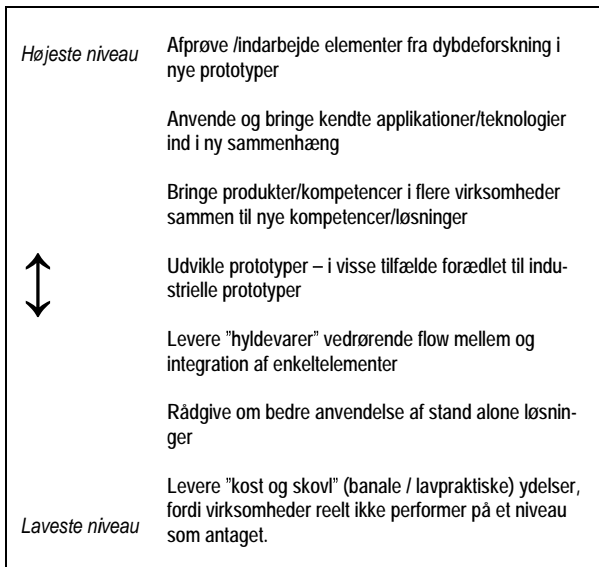 Højeste niveau
Afprøve /indarbejde elementer fra dybdeforskning i
nye prototyper
Anvende og bringe kendte applikationer/teknologier
ind i ny sammenhæng
Bringe produkter/kompetencer i flere virksomheder
sammen til nye kompetencer/løsninger
Udvikle prototyper – i visse tilfælde forædlet til indu-
strielle prototyper
Levere ”hyldevarer” vedrørende flow mellem og
integration af enkeltelementer
Rådgive om bedre anvendelse af stand alone løsnin-
ger
Levere ”kost og skovl” (banale / lavpraktiske) ydelser,
fordi virksomheder reelt ikke performer på et niveau
Laveste niveau
som antaget.